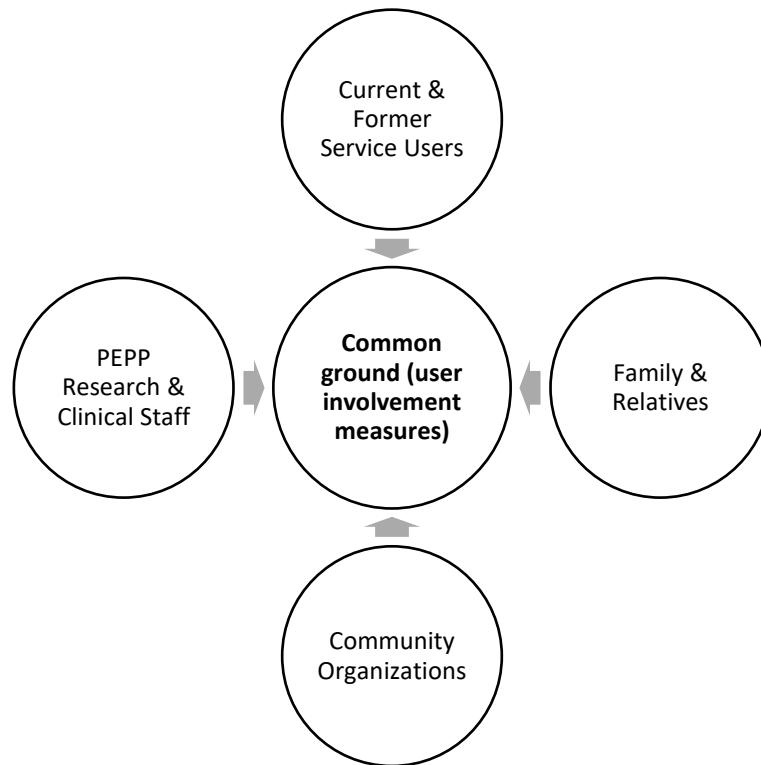 Current &
Former
Service Users
PEPP
Research &
Clinical Staff
Common
ground (user
involvement
measures)
Family &
Relatives
Community
Organizations